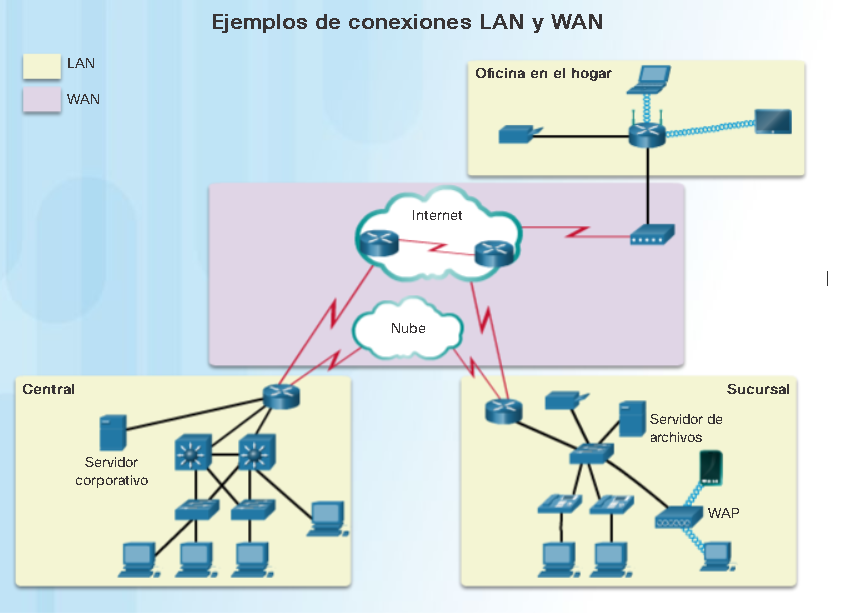 Ejemplos de conexiones LAN y WAN
LAN
WAN
Oficina en el hogar
Internet
Nube
Central
Servidor
corporativo
Sucursal
Servidor de
archivos
WAP